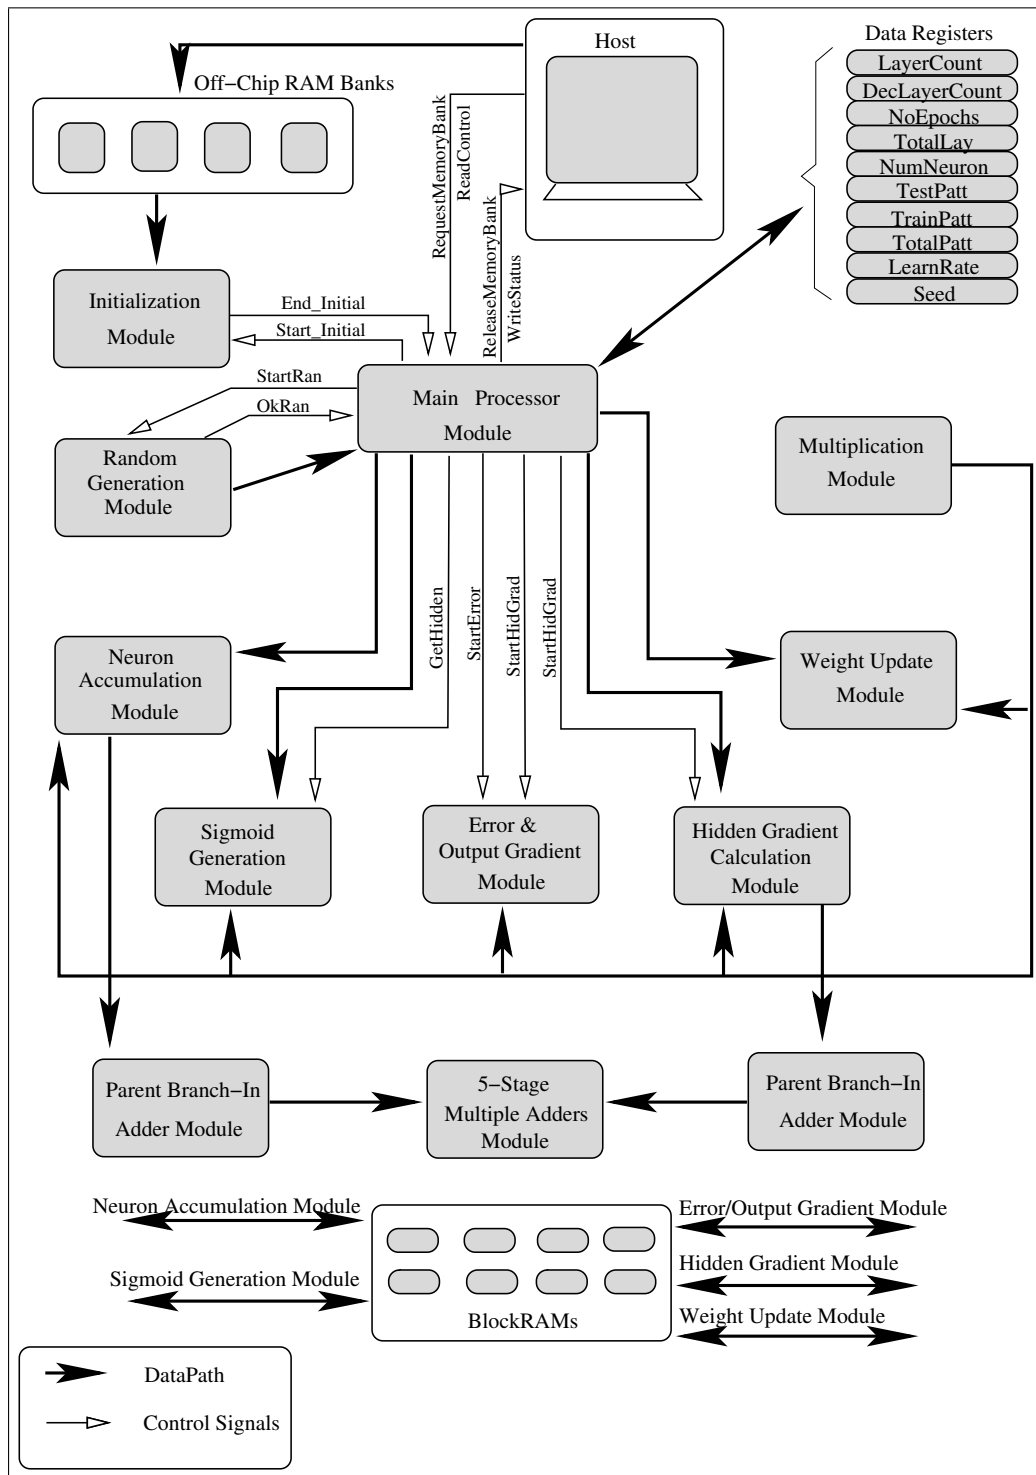 Host
Data Registers
Off-Chip RAM Banks
LayerCount
DecLayerCount
NoEpochs
TotalLay
NumNeuron
TestPatt
TrainPatt
TotalPatt
LearnRate
Seed
RequestMemoryBank
ReadControl
ReleaseMemoryBank
WriteStatus
Initialization
Module
End_Initial
Start_Initial
StartRan
OkRan
Main Processor
Module
Random
Generation
Module
Multiplication
Module
GetHidden
StartError
StartHidGrad
StartHidGrad
Neuron
Accumulation
Module
Weight Update
Module
Sigmoid
Generation
Module
Error &
Output Gradient
Module
Hidden Gradient
Calculation
Module
Parent Branch-In
Adder Module
5-Stage
Multiple Adders
Module
Parent Branch-In
Adder Module
Neuron Accumulation Module
Sigmoid Generation Module
Error/Output Gradient Module
Hidden Gradient Module
Weight Update Module
BlockRAMs
DataPath
Control Signals